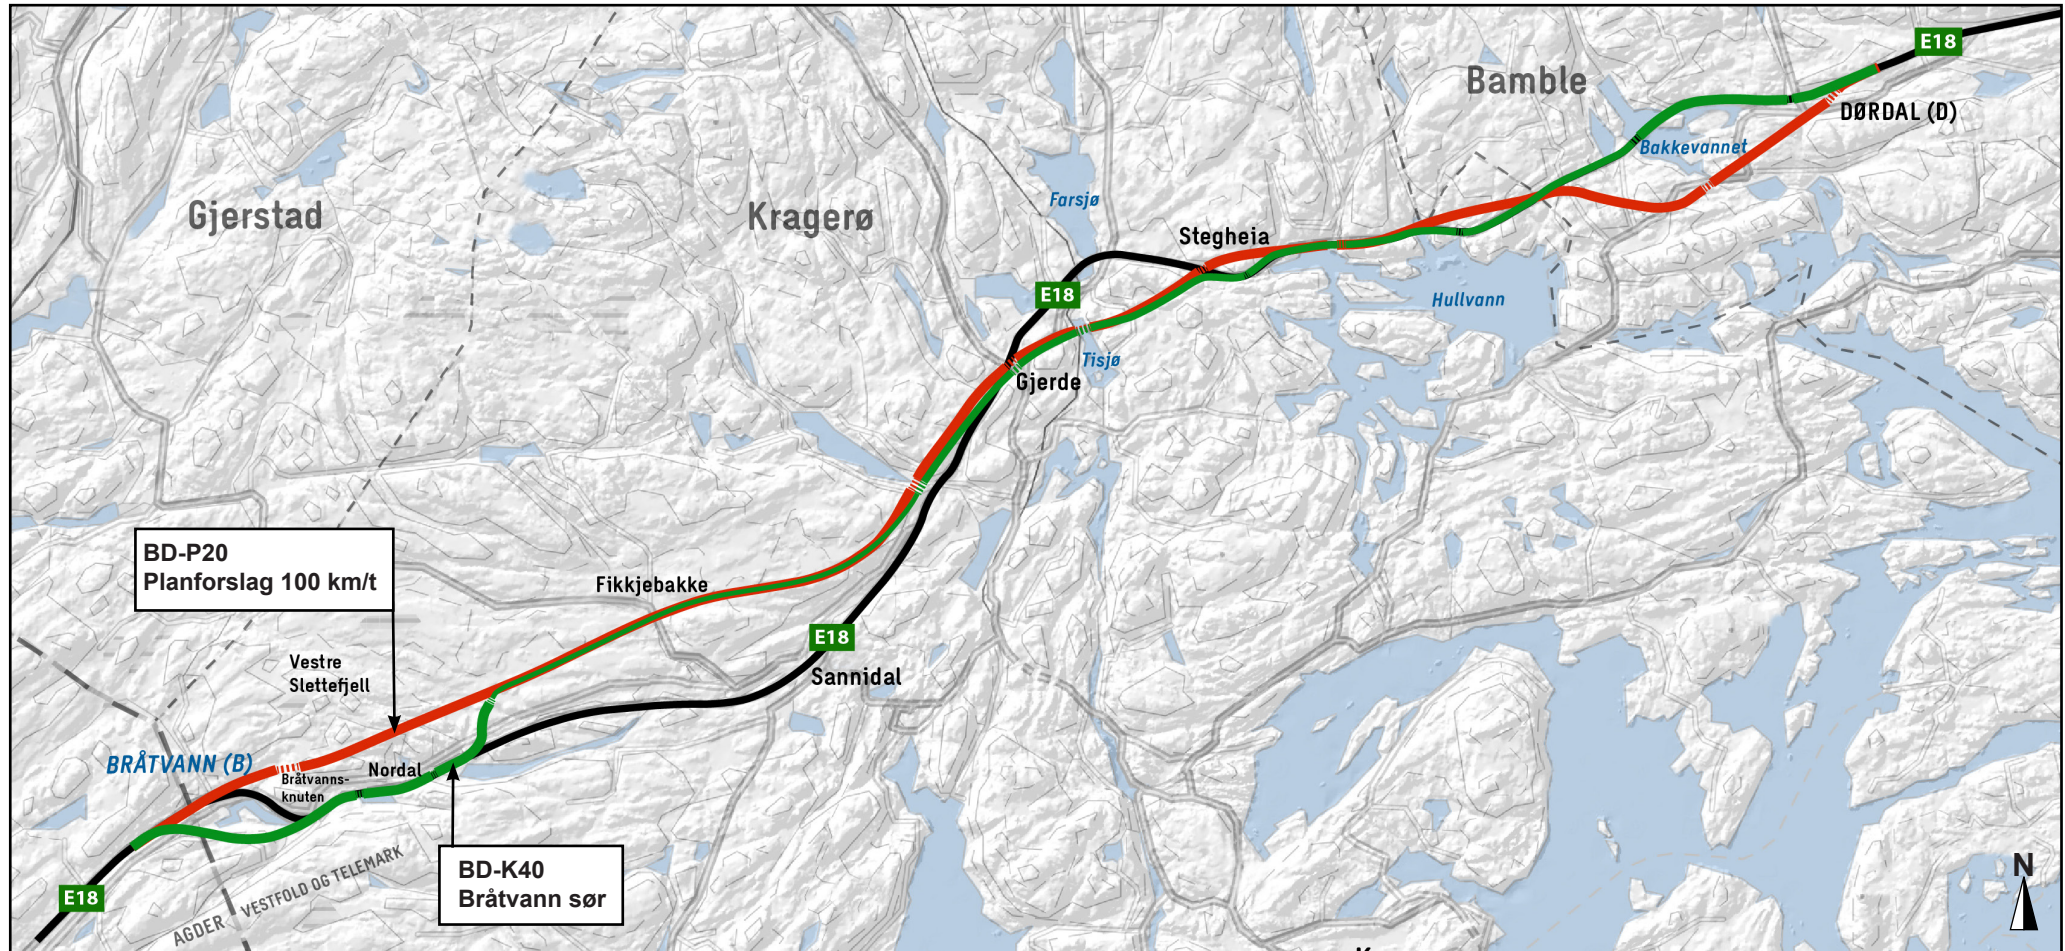 E18
Bamble
DØRDAL (D)
Bakkevannet
Farsjø
Gjerstad
Kragerø
Stegheia
E18
Hullvann
Tisjø
Gjerde
BD-P20
Planforslag 100 km/t
Fikkjebakke
E18
Vestre
Slettefjell
Sannidal
BRÅTVANN (B)
Nordal
Bråtvanns-
knuten
BD-K40
Bråtvann sør
E18
AGDER
VESTFOLD OG TELEMARK
N